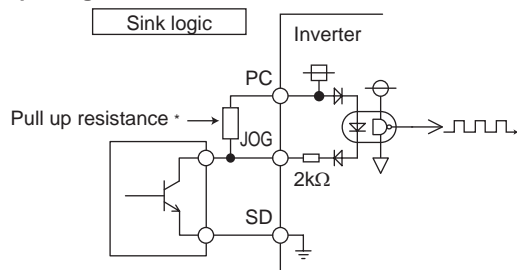 Sink logic
Inverter
PC
Pull up resistance *
JOG
2kΩ
SD